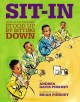 SIT-IN
STOOD UP
BY SITTING
DOWN
ANDREA
DAVIS PINKNEY
BRIAN PINKNEY